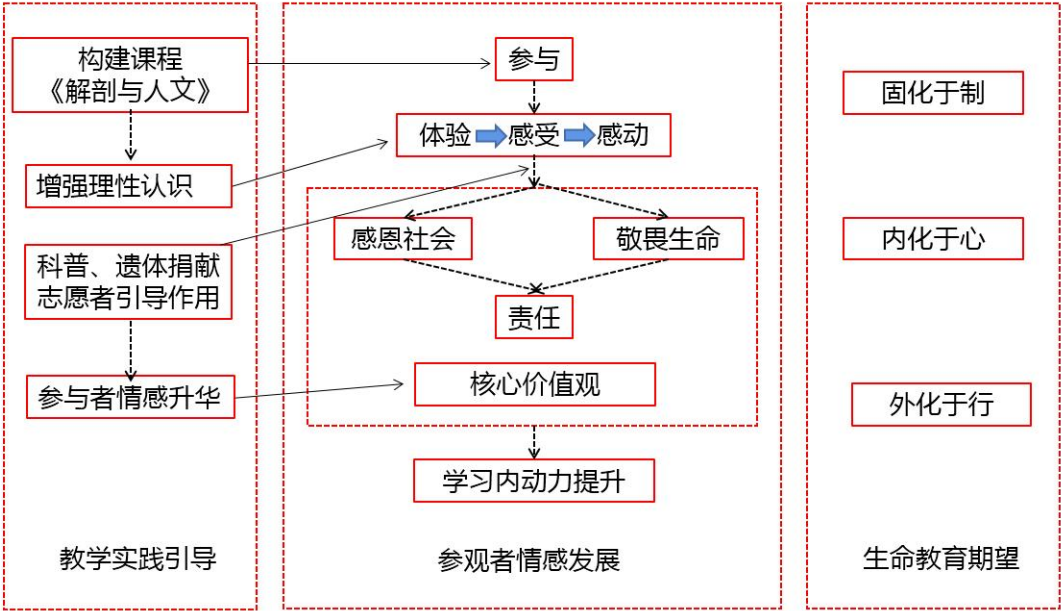 构建课程
《解剖与人文》
增强理性认识
科普、遗体捐献
志愿者引导作用
参与者情感升华
教学实践引导
参与
体验 感受 感动
感恩社会
敬畏生命
责任
核心价值观
学习内动力提升
参观者情感发展
固化于制
内化于心
外化于行
生命教育期望